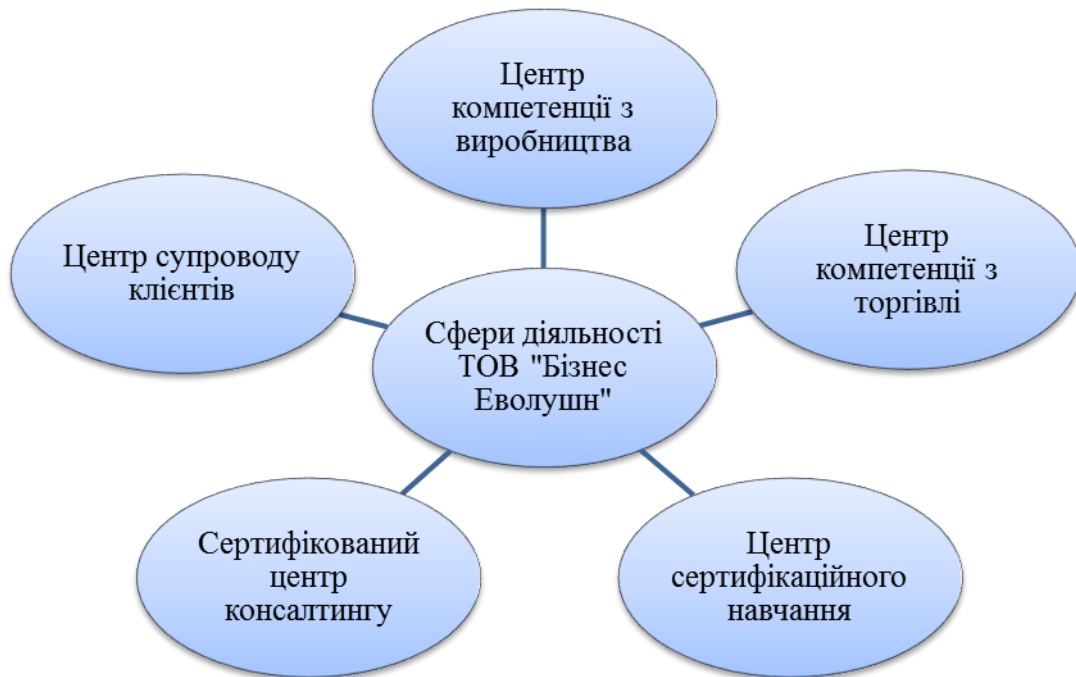 Центр
компетенції з
виробництва
Центр супроводу
клієнтів
Центр
компетенції з
торгівлі
Сфери діяльності
ТОВ "Бізнес
Еволушн"
Сертифікований
центр
консалтингу
Центр
сертифікаційного
навчання